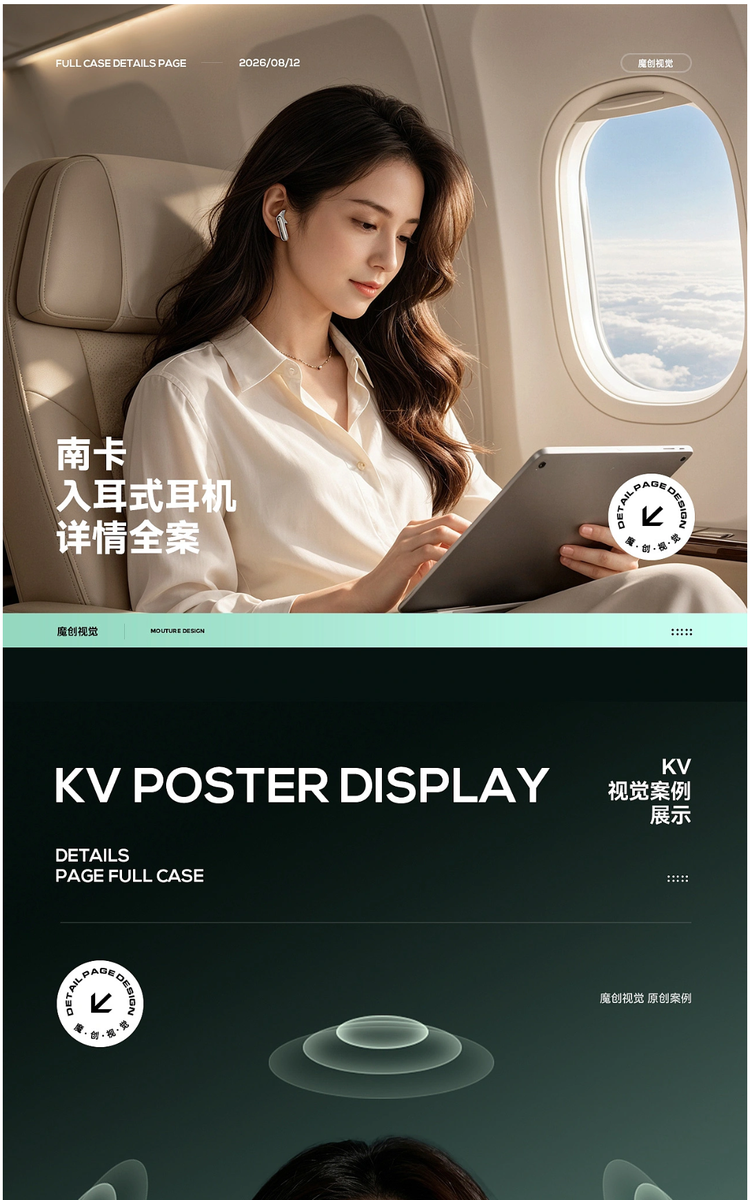 FULL CASE DETAILS PAGE
2026/08/12
魔创视觉
南卡
入耳式耳机
详情全案
DETAIL PAGE DESIGN
魔·创·视·觉
魔创视觉
MOUTURE DESIGN
KV POSTER DISPLAY
KV
视觉案例
展示
DETAILS
PAGE FULL CASE
DETAIL PAGE DESIGN
魔·创·视·觉
魔创视觉 原创案例